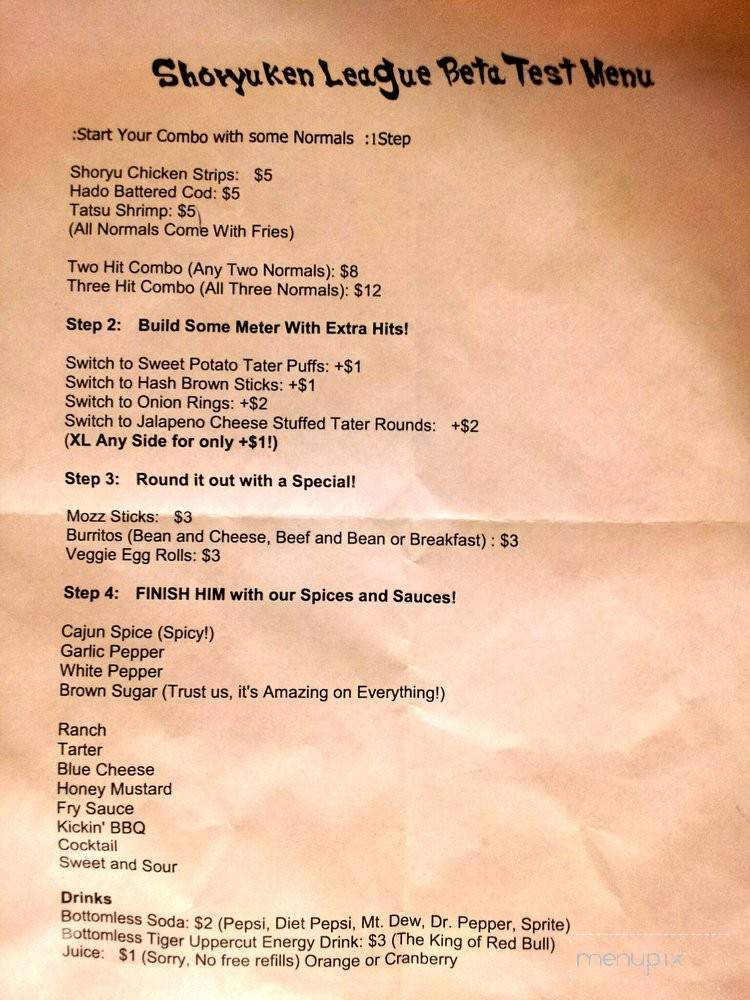 Shoryuken League Beta Test Menu
:Start Your Combo with some Normals :1Step
Shoryu Chicken Strips: $5
Hado Battered Cod: $5
Tatsu Shrimp: $5
(All Normals Come With Fries)
Two Hit Combo (Any Two Normals): $8
Three Hit Combo (All Three Normals): $12
Step 2: Build Some Meter With Extra Hits!
Switch to Sweet Potato Tater Puffs: +$1
Switch to Hash Brown Sticks: +$1
Switch to Onion Rings: +$2
Switch to Jalapeno Cheese Stuffed Tater Rounds: +$2
(XL Any Side for only +$1!)
Step 3: Round it out with a Special!
Mozz Sticks: $3
Burritos (Bean and Cheese, Beef and Bean or Breakfast) : $3
Veggie Egg Rolls: $3
Step 4: FINISH HIM with our Spices and Sauces!
Cajun Spice (Spicy!)
Garlic Pepper
White Pepper
Brown Sugar (Trust us, it's Amazing on Everything!)
Ranch
Tarter
Blue Cheese
Honey Mustard
Fry Sauce
Kickin' BBQ
Cocktail
Sweet and Sour
Drinks
Bottomless Soda: $2 (Pepsi, Diet Pepsi, Mt. Dew, Dr. Pepper, Sprite)
Bottomless Tiger Uppercut Energy Drink: $3 (The King of Red Bull)
Juice: $1 (Sorry, No free refills) Orange or Cranberry
menupix